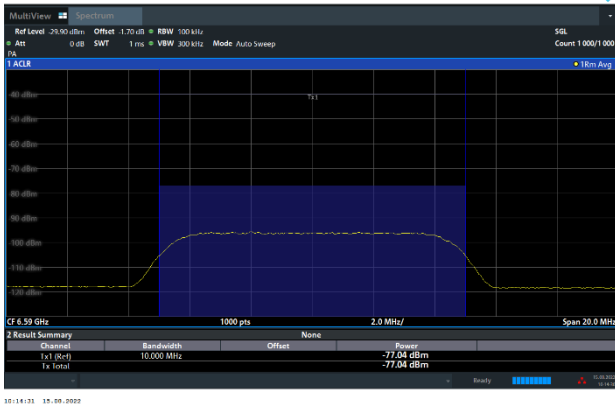 MultiView Spectrum
Ref Level -29.90 dBm Offset -1.70 dB RBW 100 kHz SGL
Att 0 dB SWT 1 ms VBW 300 kHz Mode Auto Sweep Count 1000/1000
PA
1 ACLR 1Rm Avg
-40 dBm
Tx1
-50 dBm
-60 dBm
-70 dBm
-80 dBm
-90 dBm
-100 dBm
-110 dBm
-120 dBm
CF 6.59 GHz 1000 pts 2.0 MHz/ Span 20.0 MHz
2 Result Summary None
Channel Bandwidth Offset Power
Tx1 (Ref) 10.000 MHz -77.04 dBm
Tx Total -77.04 dBm
Ready
10:14:31 15.08.2022